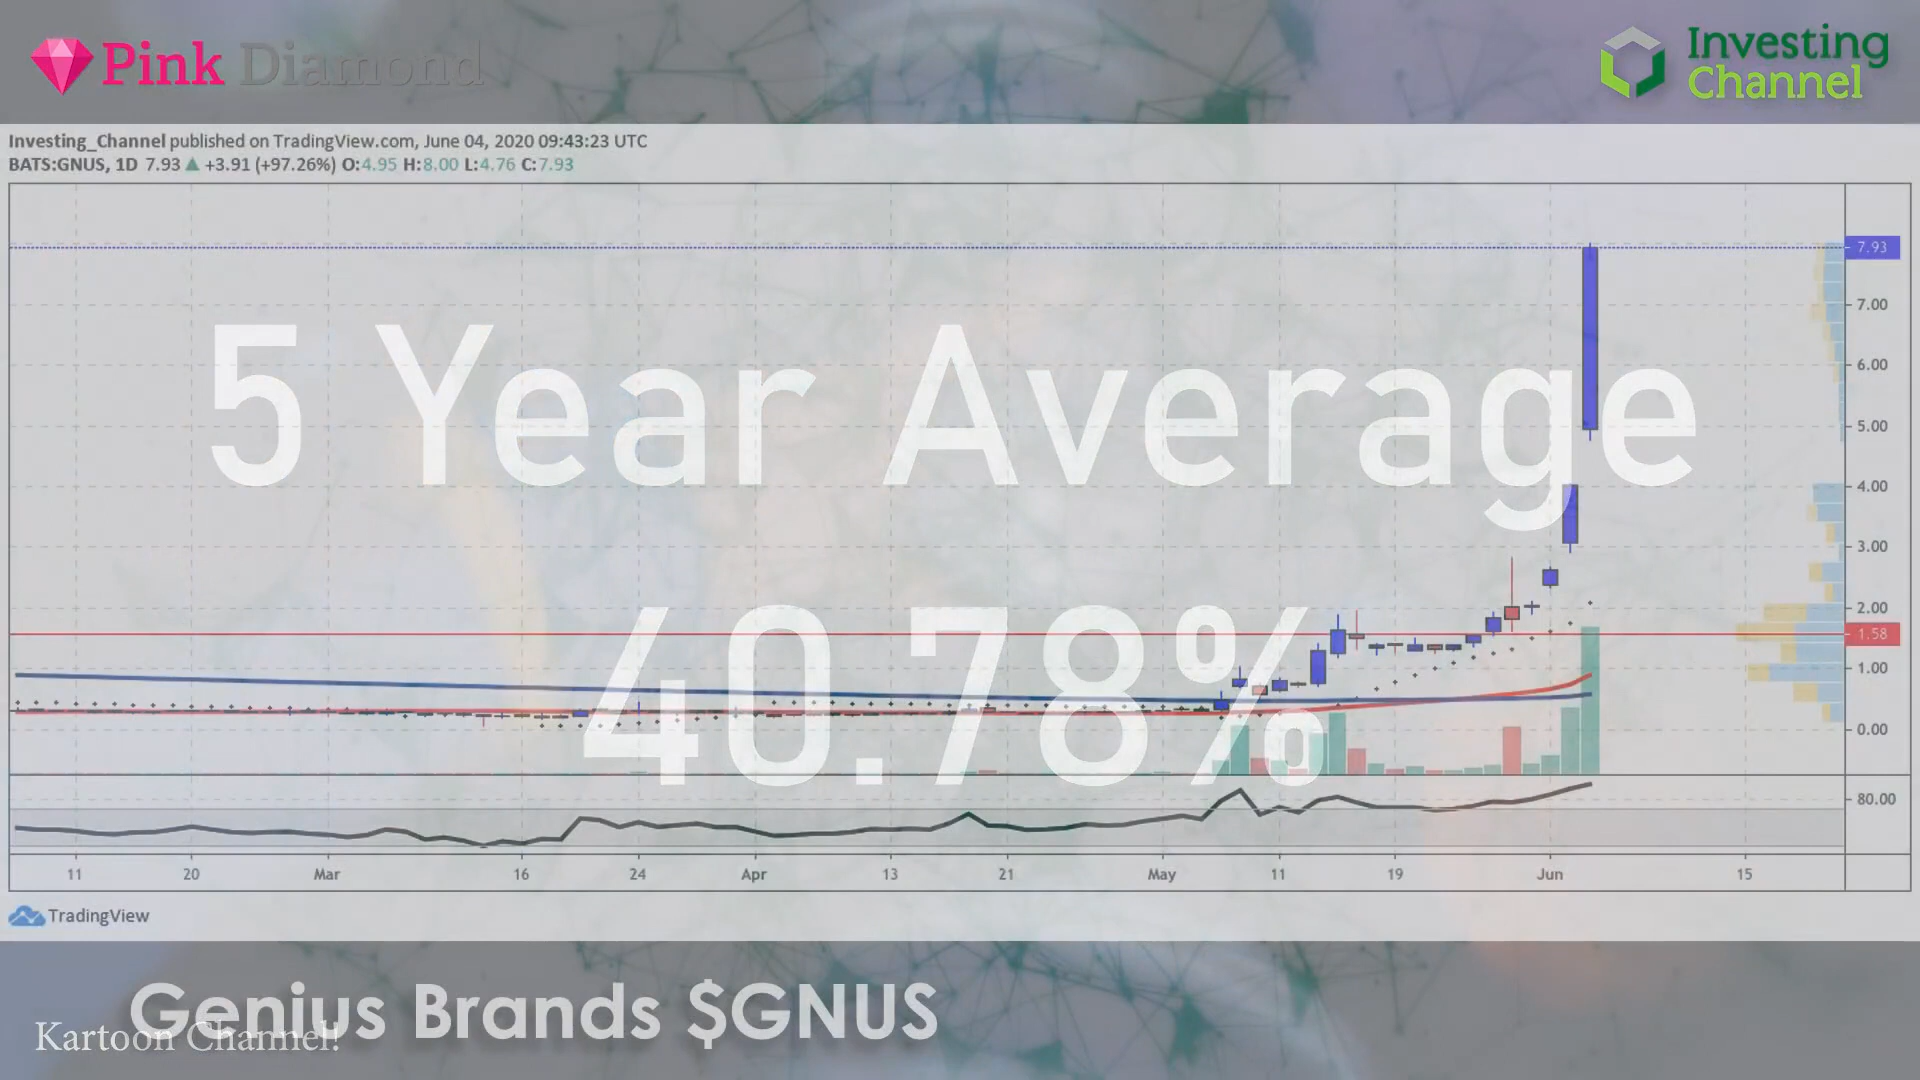 Pink Diamond
Investing
Channel
Investing_Channel published on TradingView.com, June 04, 2020 09:43:23 UTC
BATS:GNUS, 1D 7.93 ▲ +3.91 (+97.26%) O:4.95 H:8.00 L:4.76 C:7.93
7.93
7.00
6.00
5 Year Average
5.00
4.00
3.00
2.00
1.58
40.78%
1.00
0.00
80.00
11 20 Mar 16 24 Apr 13 21 May 11 19 Jun 15
TradingView
Genius Brands $GNUS
Kartoon Channel!